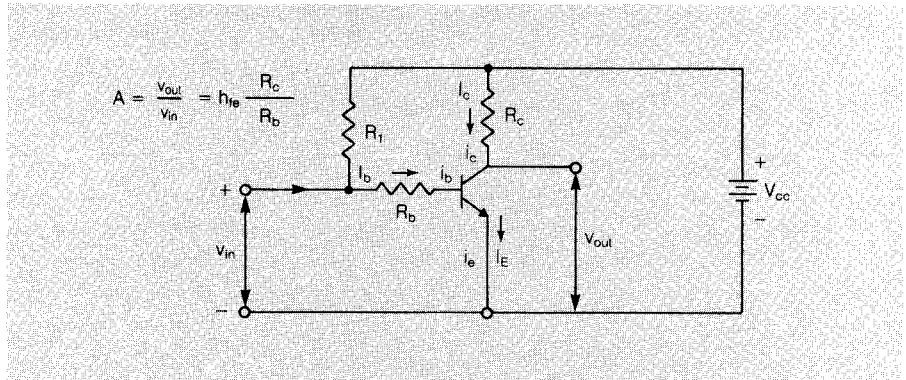 A = v_out / v_in = h_fe R_c / R_b
I_c
R_c
R_1
i_c
+
V_cc
−
I_b
i_b
+
R_b
v_in
i_e
I_E
v_out
−